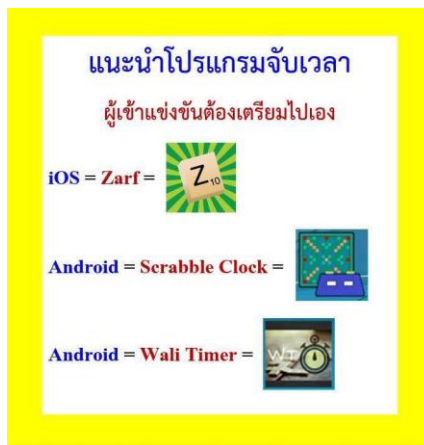 แนะนำโปรแกรมจับเวลา
ผู้เข้าแข่งขันต้องเตรียมไปเอง
iOS = Zarf =
Z10
Android = Scrabble Clock =
Android = Wali Timer =
WT